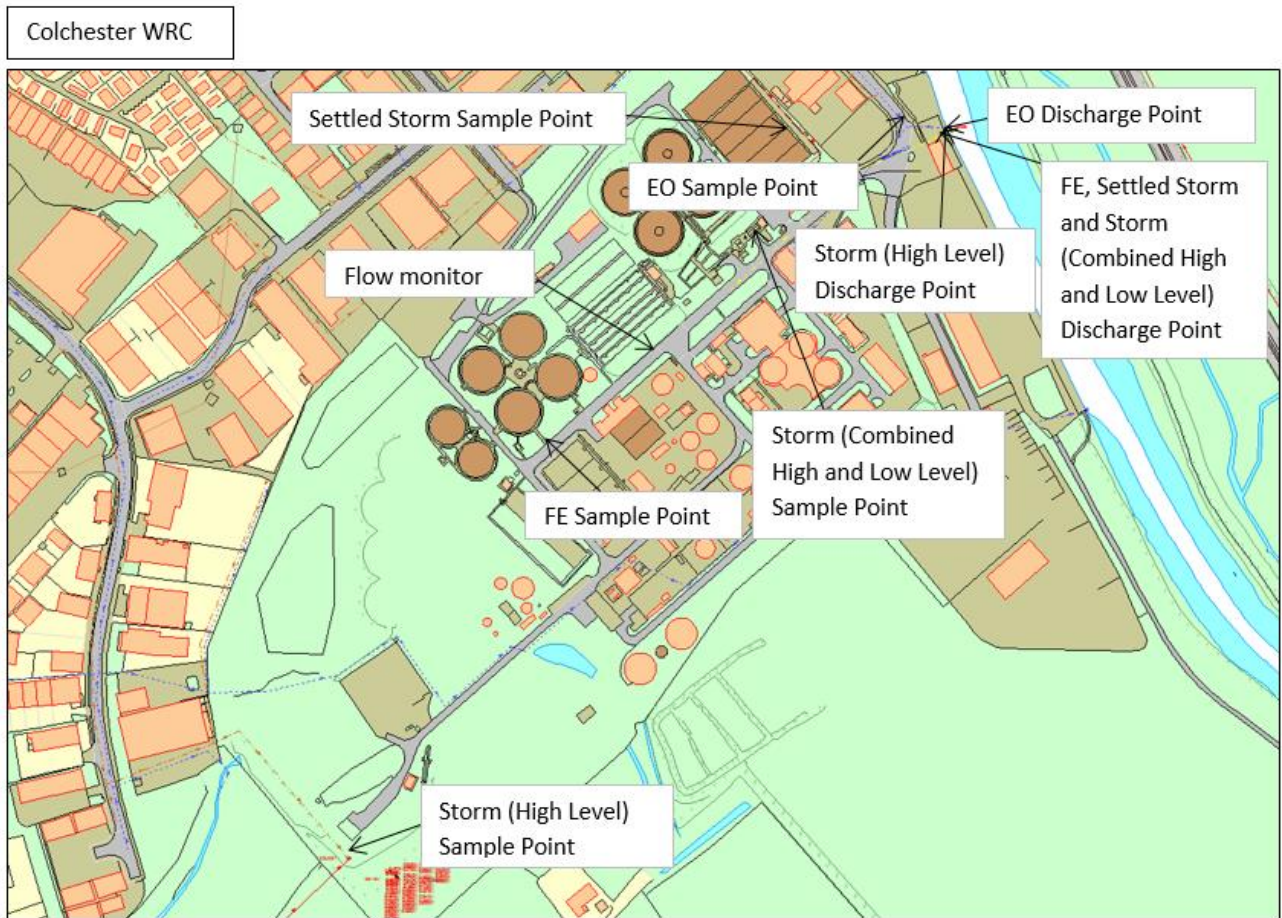 Colchester WRC
Settled Storm Sample Point
EO Discharge Point
EO Sample Point
FE, Settled Storm
and Storm
(Combined High
and Low Level)
Discharge Point
Storm (High Level)
Discharge Point
Flow monitor
Storm (Combined
High and Low Level)
Sample Point
FE Sample Point
Storm (High Level)
Sample Point